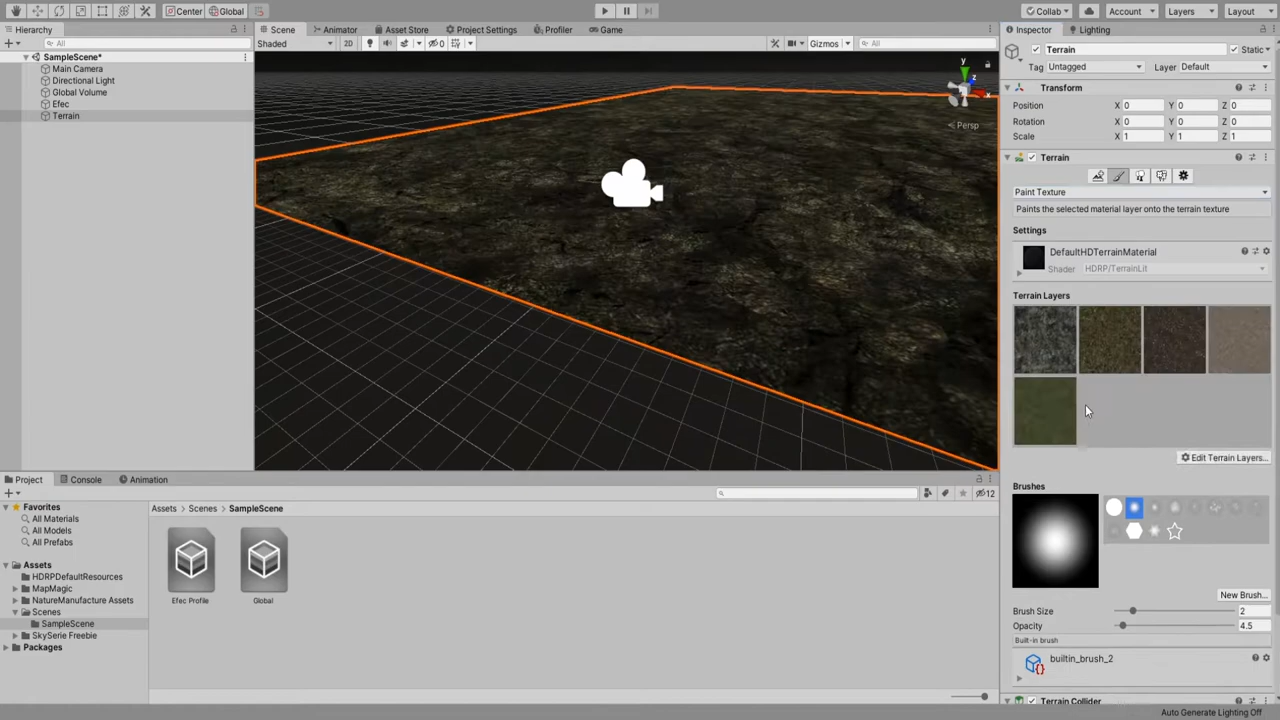 Center
Global
Collab
Account
Layers
Layout
Hierarchy
All
SampleScene*
Main Camera
Directional Light
Global Volume
Efec
Terrain
Scene
Animator
Asset Store
Project Settings
Profiler
Game
Shaded
2D
0
Gizmos
All
y
z
x
< Persp
Inspector
Lighting
Terrain
Static
Tag Untagged
Layer Default
Transform
Position X 0 Y 0 Z 0
Rotation X 0 Y 0 Z 0
Scale X 1 Y 1 Z 1
Terrain
Paint Texture
Paints the selected material layer onto the terrain texture
Settings
DefaultHDTerrainMaterial
Shader HDRP/TerrainLit
Terrain Layers
Edit Terrain Layers...
Brushes
New Brush...
Brush Size 2
Opacity 4.5
Built-in brush
builtin_brush_2
Terrain Collider
Auto Generate Lighting Off
Project
Console
Animation
12
Favorites
All Materials
All Models
All Prefabs
Assets
HDRPDefaultResources
MapMagic
NatureManufacture Assets
Scenes
SampleScene
SkySerie Freebie
Packages
Assets > Scenes > SampleScene
Efec Profile
Global